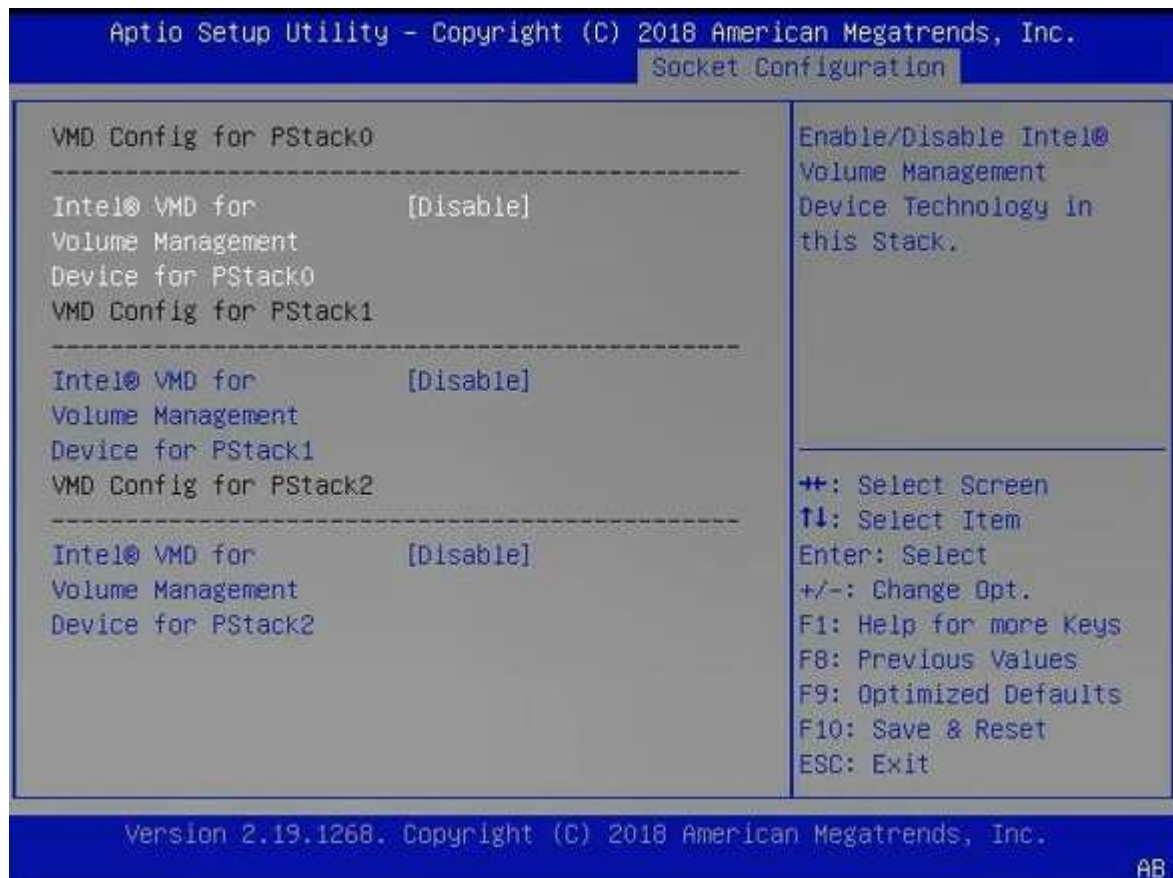 Aptio Setup Utility – Copyright (C) 2018 American Megatrends, Inc.
Socket Configuration
VMD Config for PStack0
------------------------------------------------
Intel® VMD for [Disable]
Volume Management
Device for PStack0
VMD Config for PStack1
------------------------------------------------
Intel® VMD for [Disable]
Volume Management
Device for PStack1
VMD Config for PStack2
------------------------------------------------
Intel® VMD for [Disable]
Volume Management
Device for PStack2
Enable/Disable Intel®
Volume Management
Device Technology in
this Stack.
→←: Select Screen
↑↓: Select Item
Enter: Select
+/-: Change Opt.
F1: Help for more Keys
F8: Previous Values
F9: Optimized Defaults
F10: Save & Reset
ESC: Exit
Version 2.19.1268. Copyright (C) 2018 American Megatrends, Inc.
AB